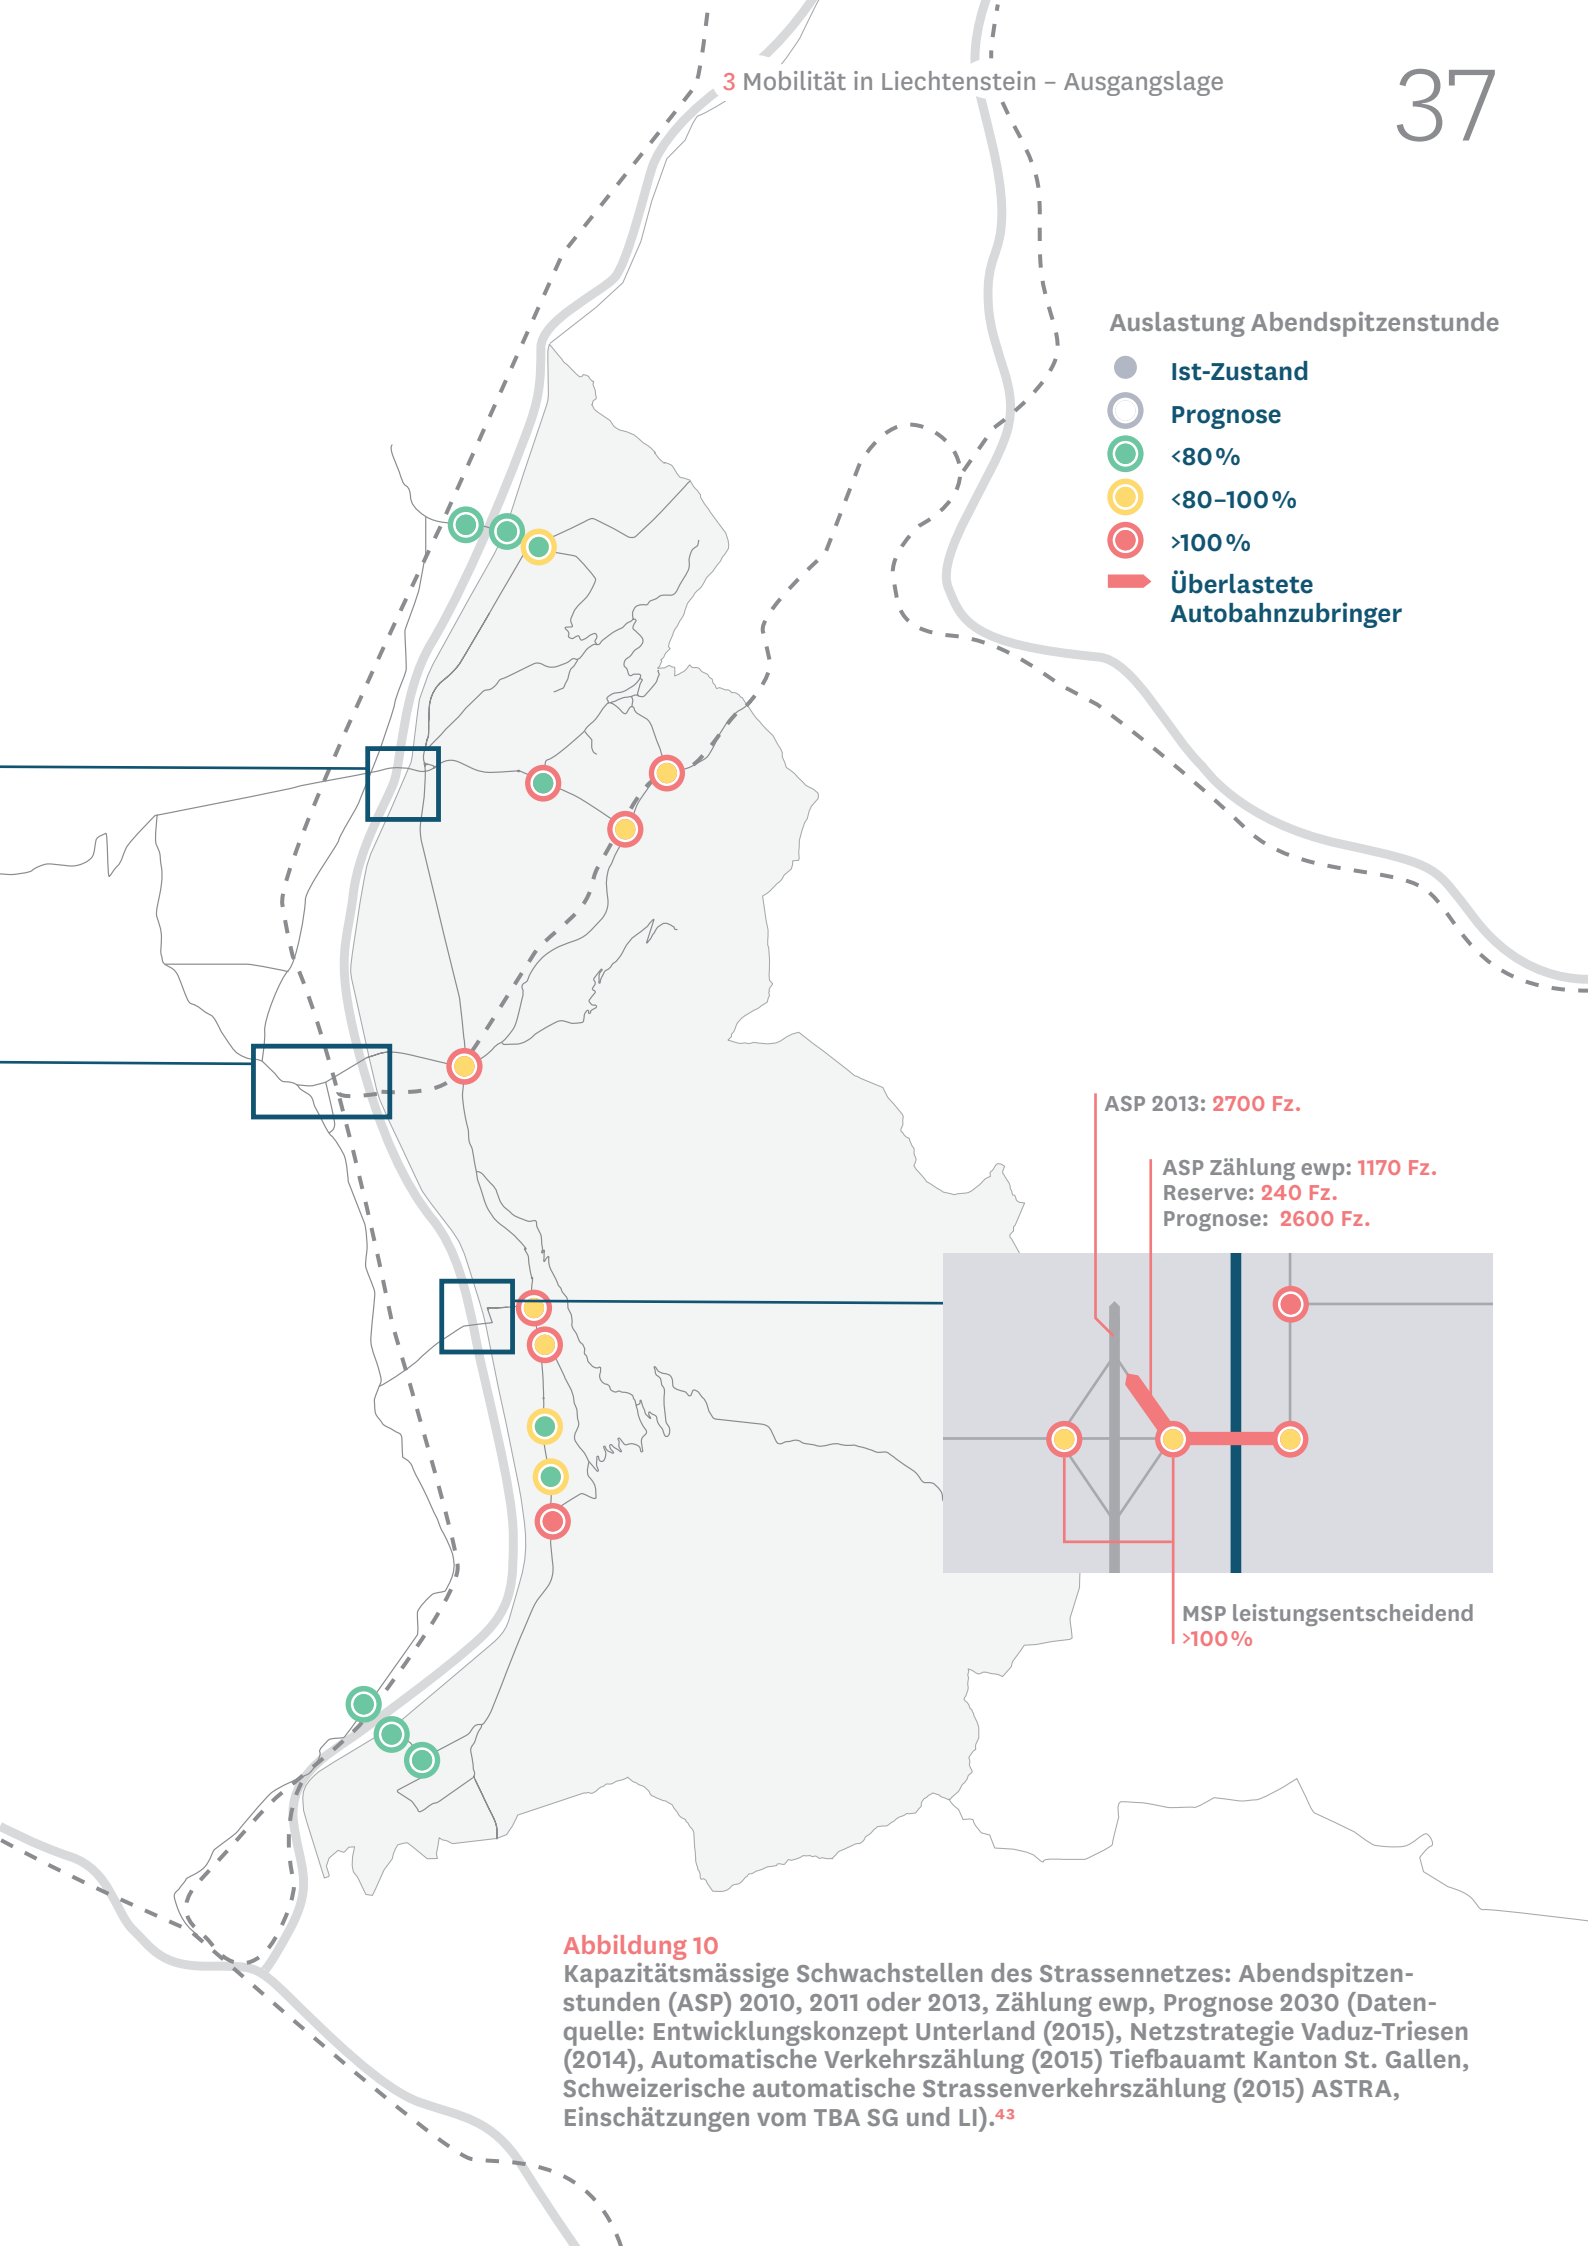 3 Mobilität in Liechtenstein – Ausgangslage
37
Auslastung Abendspitzenstunde
Ist-Zustand
Prognose
<80 %
<80–100 %
>100 %
Überlastete
Autobahnzubringer
ASP 2013: 2700 Fz.
ASP Zählung ewp: 1170 Fz.
Reserve: 240 Fz.
Prognose: 2600 Fz.
MSP leistungsentscheidend
>100 %
Abbildung 10
Kapazitätsmässige Schwachstellen des Strassennetzes: Abendspitzen-
stunden (ASP) 2010, 2011 oder 2013, Zählung ewp, Prognose 2030 (Daten-
quelle: Entwicklungskonzept Unterland (2015), Netzstrategie Vaduz-Triesen
(2014), Automatische Verkehrszählung (2015) Tiefbauamt Kanton St. Gallen,
Schweizerische automatische Strassenverkehrszählung (2015) ASTRA,
Einschätzungen vom TBA SG und LI).43